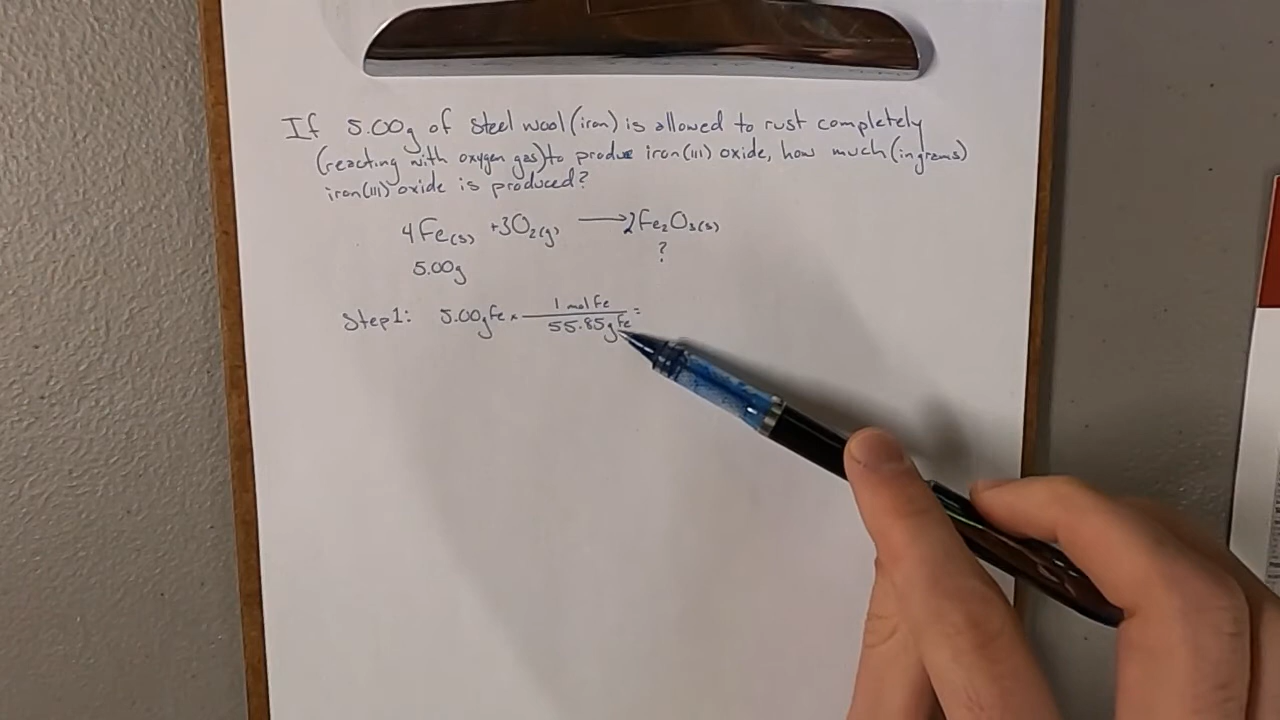 If 5.00g of steel wool (iron) is allowed to rust completely
(reacting with oxygen gas) to produce iron(III) oxide, how much (in grams)
iron(III) oxide is produced?
4Fe(s) + 3O₂(g) ⟶ 2Fe₂O₃(s)
5.00g ?
Step 1: 5.00g Fe × 1 mol Fe / 55.85g Fe =